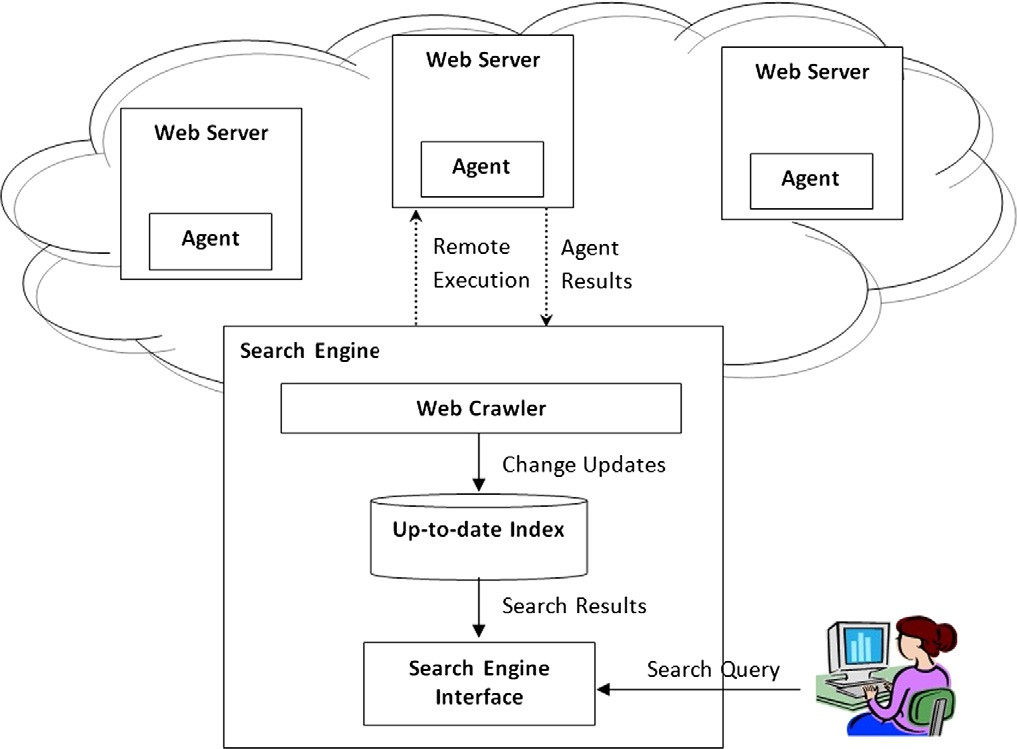 Web Server
Agent
Web Server
Agent
Web Server
Agent
Remote
Execution
Agent
Results
Search Engine
Web Crawler
Change Updates
Up-to-date Index
Search Results
Search Engine
Interface
Search Query